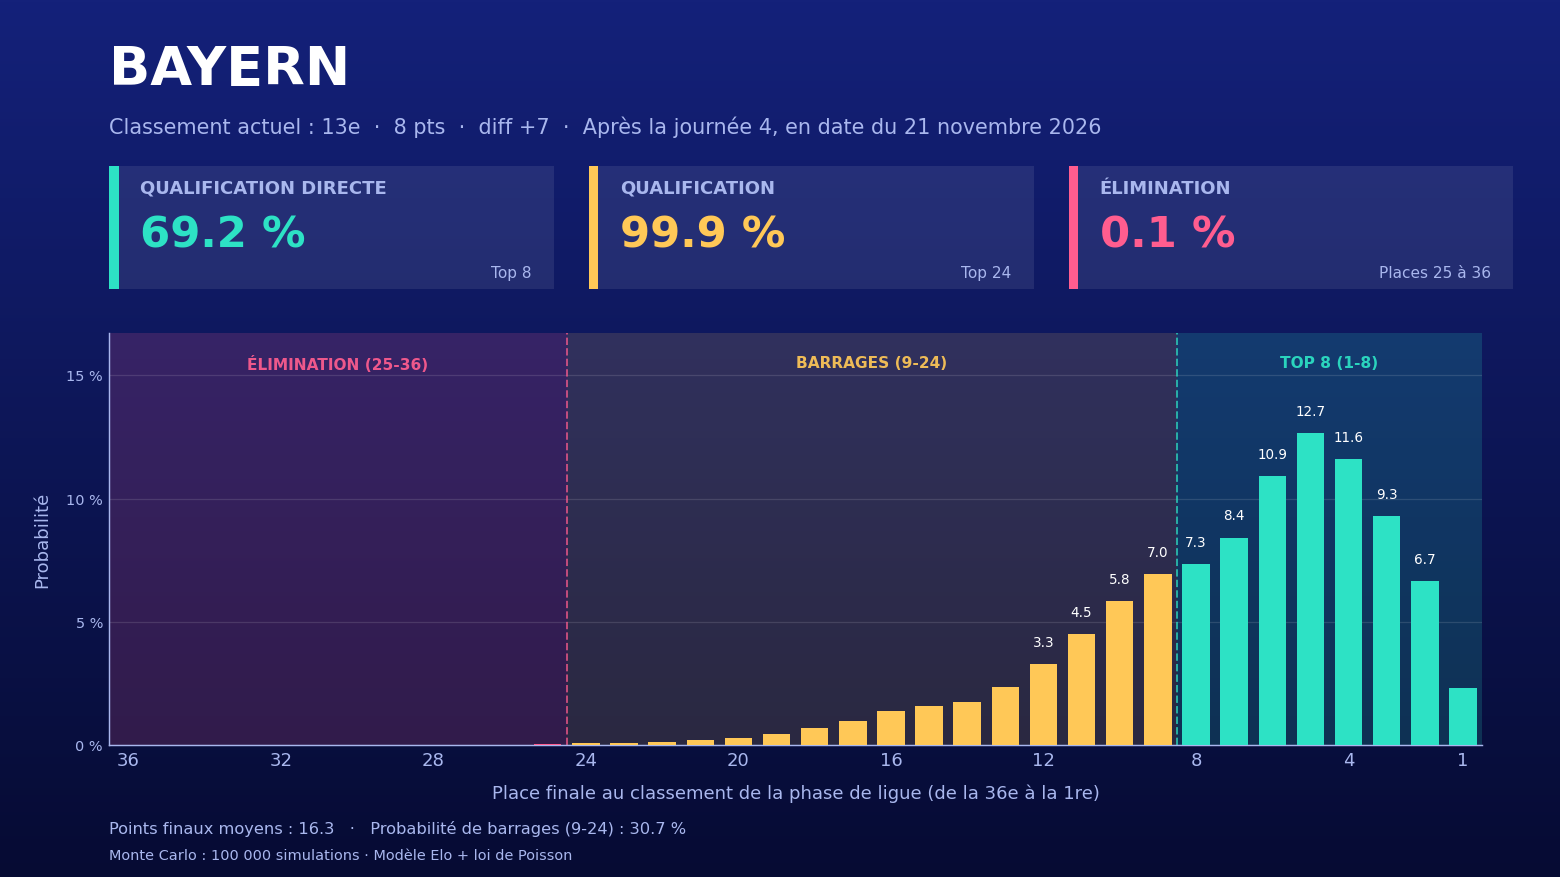 BAYERN
Classement actuel : 13e · 8 pts · diff +7 · Après la journée 4, en date du 21 novembre 2026
QUALIFICATION DIRECTE
69.2 %
Top 8
QUALIFICATION
99.9 %
Top 24
ÉLIMINATION
0.1 %
Places 25 à 36
ÉLIMINATION (25-36)
BARRAGES (9-24)
TOP 8 (1-8)
Probabilité
15 %
10 %
5 %
0 %
3.3
4.5
5.8
7.0
7.3
8.4
10.9
12.7
11.6
9.3
6.7
36 32 28 24 20 16 12 8 4 1
Place finale au classement de la phase de ligue (de la 36e à la 1re)
Points finaux moyens : 16.3 · Probabilité de barrages (9-24) : 30.7 %
Monte Carlo : 100 000 simulations · Modèle Elo + loi de Poisson